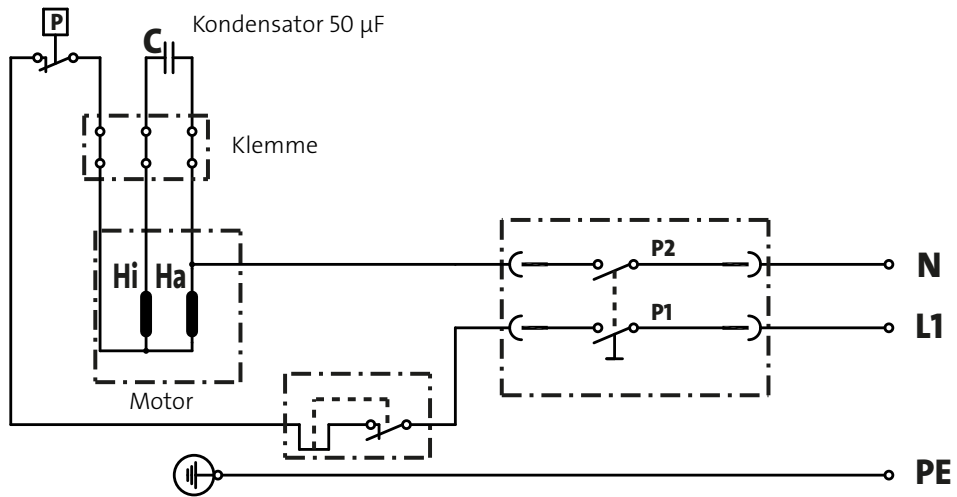 P
C
Kondensator 50 µF
Klemme
Hi Ha
P2
N
P1
L1
Motor
PE